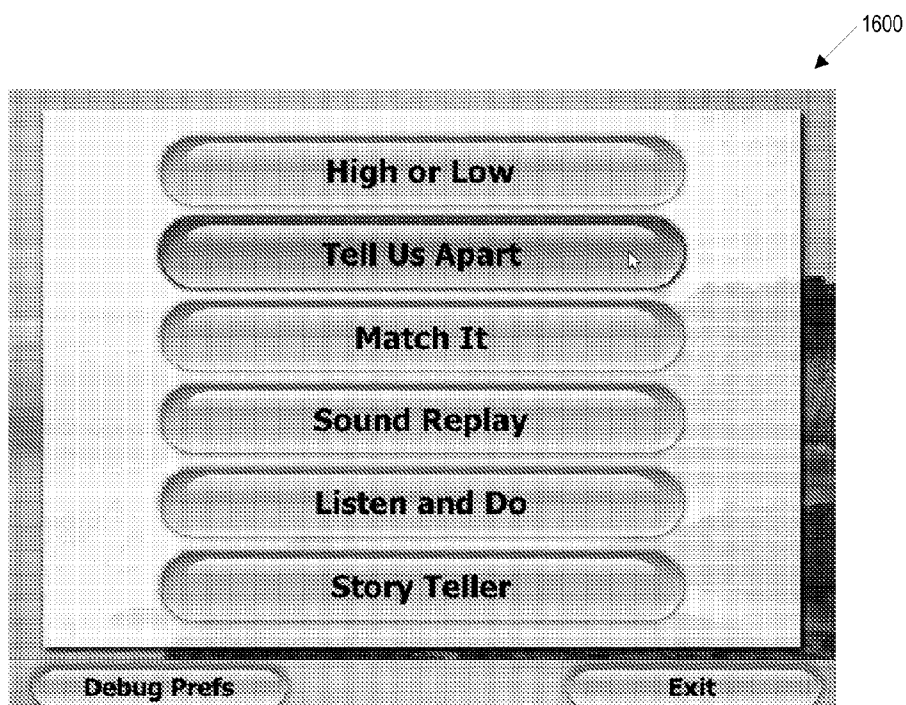 1600
High or Low
Tell Us Apart
Match It
Sound Replay
Listen and Do
Story Teller
Debug Prefs
Exit